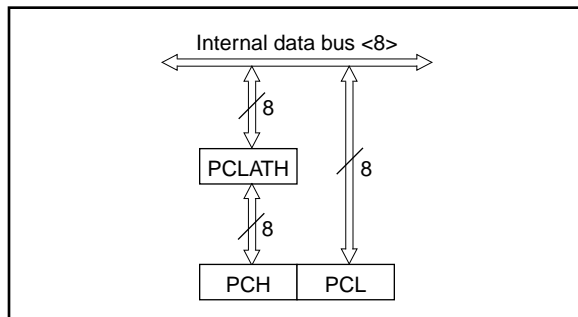 Internal data bus <8>
8
PCLATH
8
8
PCH PCL